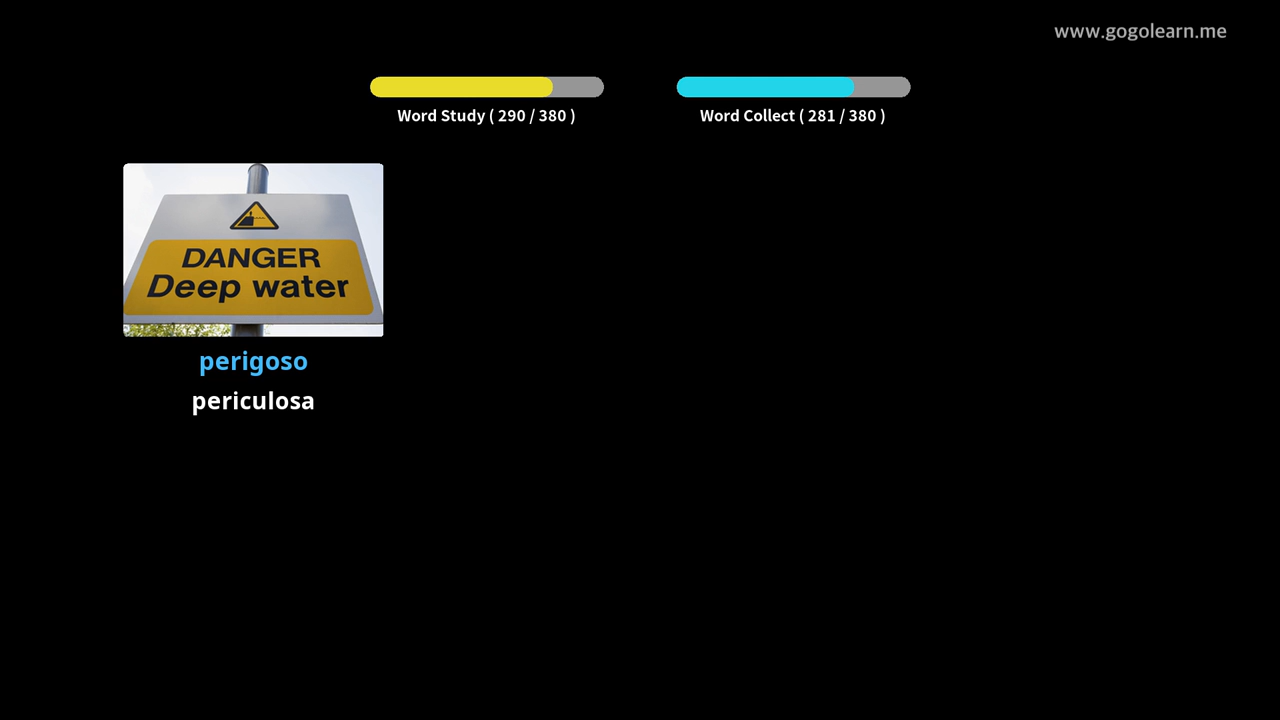 www.gogolearn.me
Word Study ( 290 / 380 )
Word Collect ( 281 / 380 )
DANGER
Deep water
perigoso
periculosa